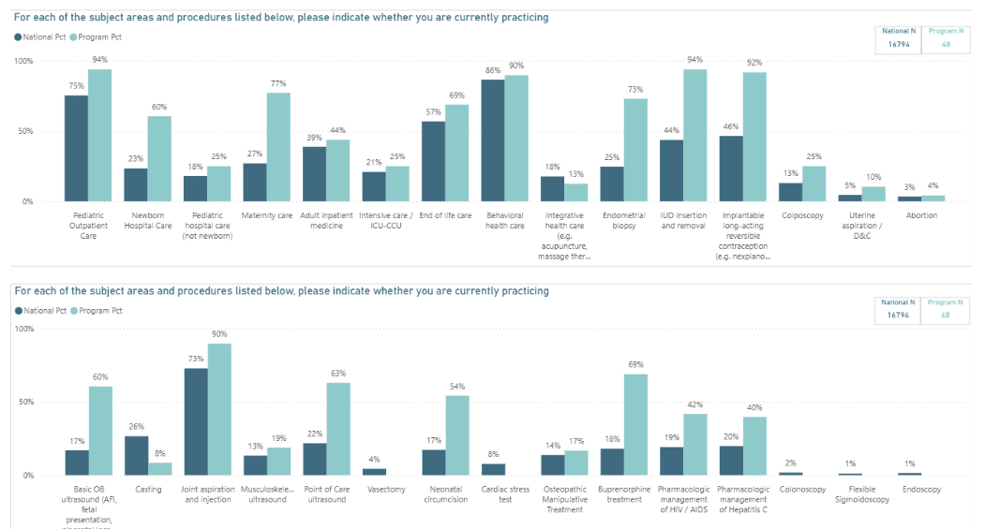 For each of the subject areas and procedures listed below, please indicate whether you are currently practicing
National Pct Program Pct
National N Program N
16794 48
100%
50%
0%
75% 94%
23% 60%
18% 25%
27% 77%
39% 44%
21% 25%
57% 69%
86% 90%
18% 13%
25% 73%
44% 94%
46% 92%
13% 25%
5% 10%
3% 4%
Pediatric
Outpatient
Care
Newborn
Hospital Care
Pediatric
hospital care
(not newborn)
Maternity care
Adult inpatient
medicine
Intensive care /
ICU-CCU
End of life care
Behavioral
health care
Integrative
health care
(e.g.
acupuncture,
massage ther...
Endometrial
biopsy
IUD insertion
and removal
Implantable
long-acting
reversible
contraception
(e.g. nexplano...
Colposcopy
Uterine
aspiration /
D&C
Abortion
For each of the subject areas and procedures listed below, please indicate whether you are currently practicing
National Pct Program Pct
National N Program N
16794 48
100%
50%
0%
17% 60%
26% 8%
73% 90%
13% 19%
22% 63%
4%
17% 54%
8%
14% 17%
18% 69%
19% 42%
20% 40%
2%
1%
1%
Basic OB
ultrasound (AFI,
fetal
presentation,
Casting
Joint aspiration
and injection
Musculoskele...
ultrasound
Point of Care
ultrasound
Vasectomy
Neonatal
circumcision
Cardiac stress
test
Osteopathic
Manipulative
Treatment
Buprenorphine
treatment
Pharmacologic
management
of HIV / AIDS
Pharmacologic
management
of Hepatitis C
Colonoscopy
Flexible
Sigmoidoscopy
Endoscopy